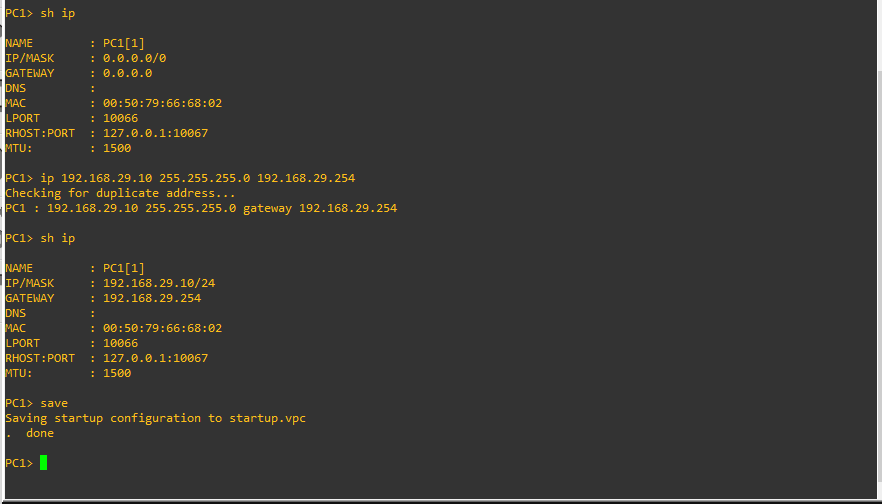 PC1> sh ip
NAME        : PC1[1]
IP/MASK     : 0.0.0.0/0
GATEWAY     : 0.0.0.0
DNS         :
MAC         : 00:50:79:66:68:02
LPORT       : 10066
RHOST:PORT  : 127.0.0.1:10067
MTU:        : 1500
PC1> ip 192.168.29.10 255.255.255.0 192.168.29.254
Checking for duplicate address...
PC1 : 192.168.29.10 255.255.255.0 gateway 192.168.29.254
PC1> sh ip
NAME        : PC1[1]
IP/MASK     : 192.168.29.10/24
GATEWAY     : 192.168.29.254
DNS         :
MAC         : 00:50:79:66:68:02
LPORT       : 10066
RHOST:PORT  : 127.0.0.1:10067
MTU:        : 1500
PC1> save
Saving startup configuration to startup.vpc
.  done
PC1>